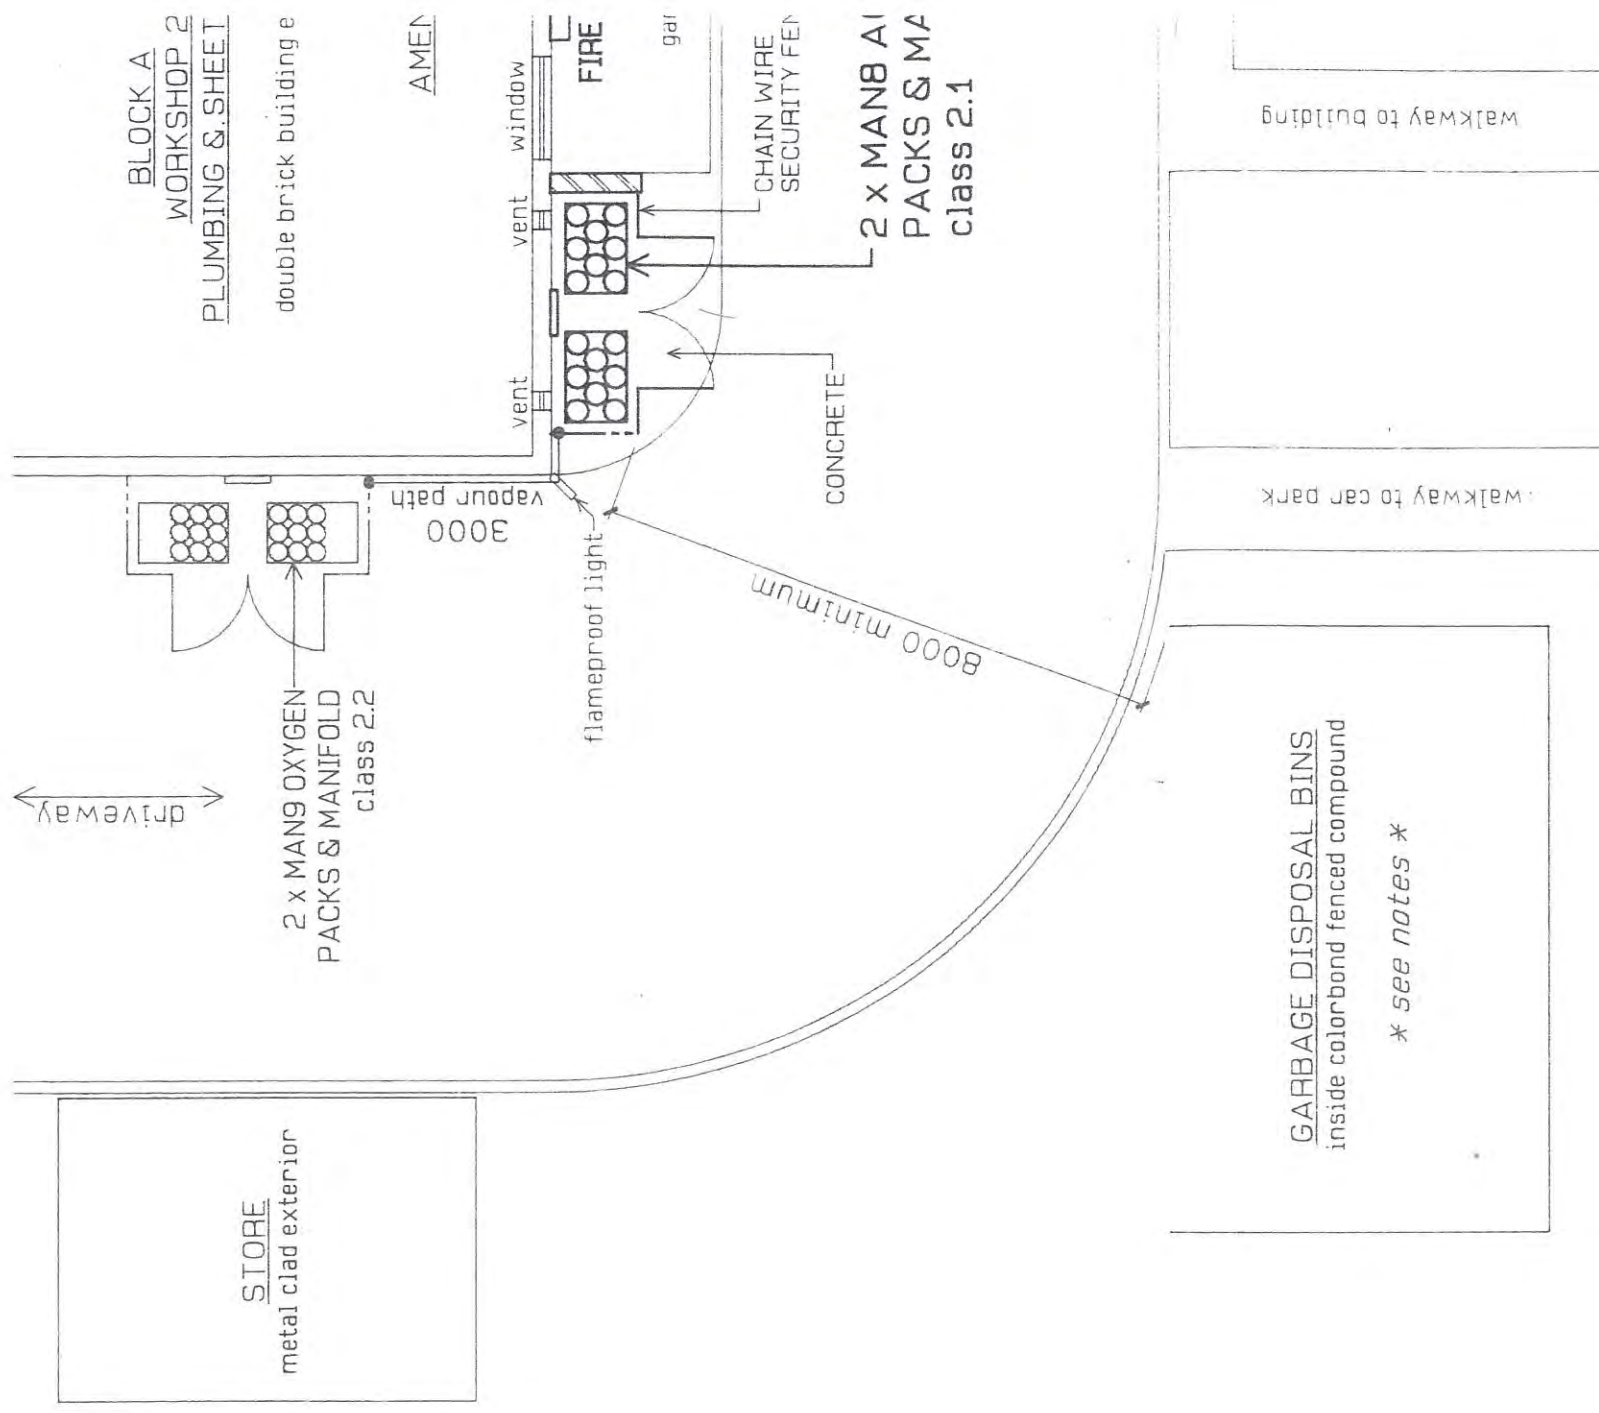 BLOCK A
WORKSHOP 2
PLUMBING & SHEET
double brick building e
AMEN
window
vent
vent
FIRE
gar
CHAIN WIRE
SECURITY FEN
2 x MAN8 A
PACKS & MA
class 2.1
CONCRETE
3000
vapour path
flameproof light
8000 minimum
2 x MAN9 OXYGEN
PACKS & MANIFOLD
class 2.2
driveway
walkway to building
walkway to car park
STORE
metal clad exterior
GARBAGE DISPOSAL BINS
inside colorbond fenced compound
* see notes *